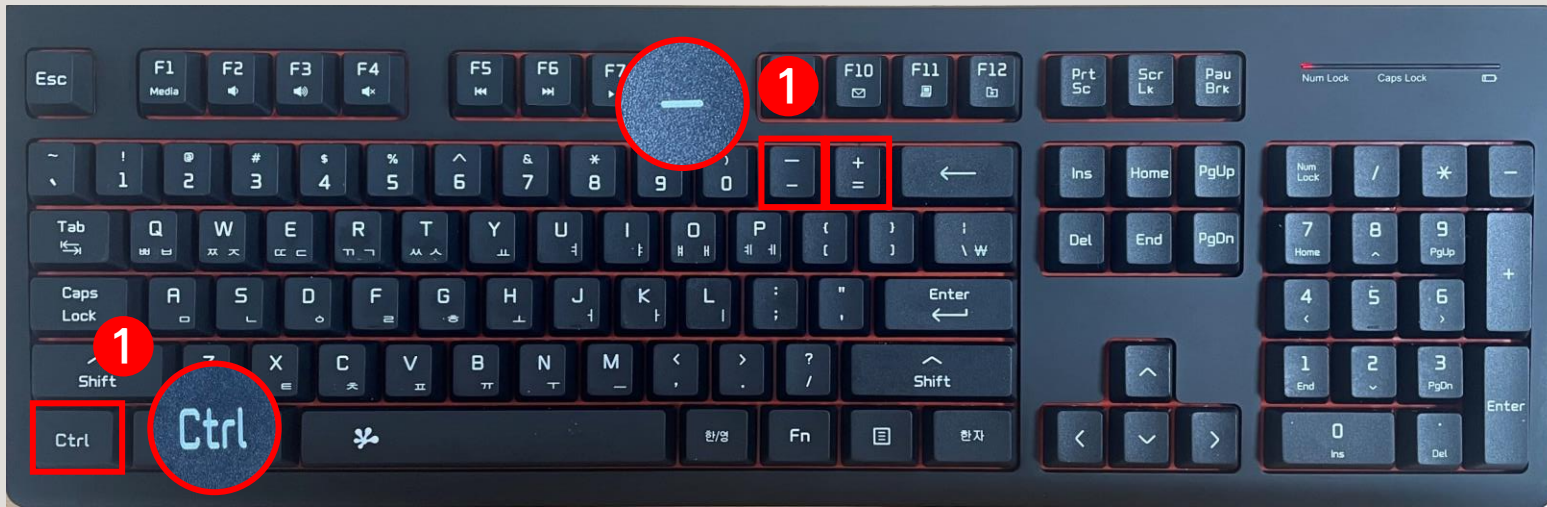 Esc F1 Media F2 F3 F4 F5 F6 F7 F10 F11 F12 Prt Sc Scr Lk Pau Brk Num Lock Caps Lock
1
—
~ ` ! 1 @ 2 # 3 $ 4 % 5 ^ 6 & 7 * 8 9 ) 0 — - + = ← Ins Home PgUp Num Lock / * -
Tab Q ㅃ ㅂ W ㅉ ㅈ E ㄸ ㄷ R ㄲ ㄱ T ㅆ ㅅ Y ㅛ U ㅕ I ㅑ O ㅒ ㅐ P ㅖ ㅔ { [ } ] ¦ \ ₩ Del End PgDn 7 Home 8 ^ 9 PgUp +
Caps Lock A ㅁ S ㄴ D ㅇ F ㄹ G ㅎ H ㅗ J ㅓ K ㅏ L ㅣ : ; " ' Enter 4 < 5 6 >
1
Shift Z X ㅌ C ㅊ V ㅍ B ㅠ N ㅜ M ㅡ < , > . ? / Shift 1 End 2 3 PgDn Enter
Ctrl Ctrl 한/영 Fn 한자 0 Ins . Del